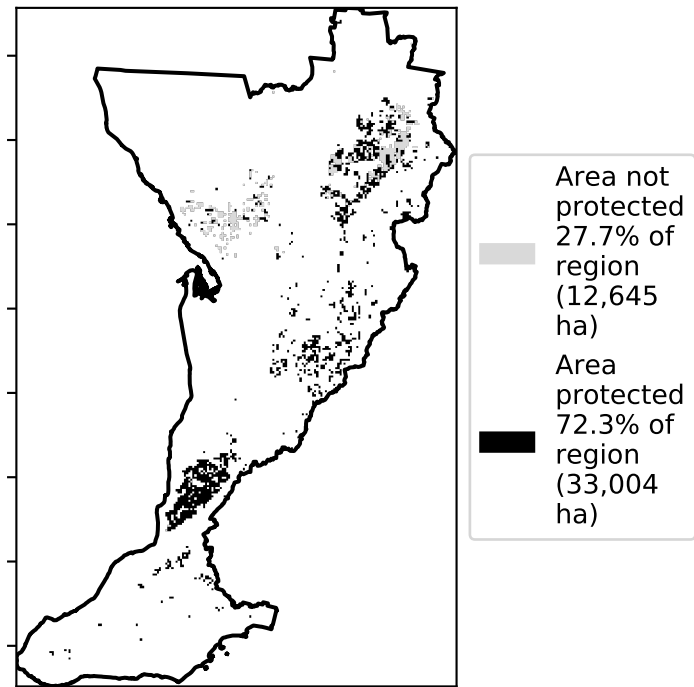 Area not
protected
27.7% of
region
(12,645
ha)
Area
protected
72.3% of
region
(33,004
ha)